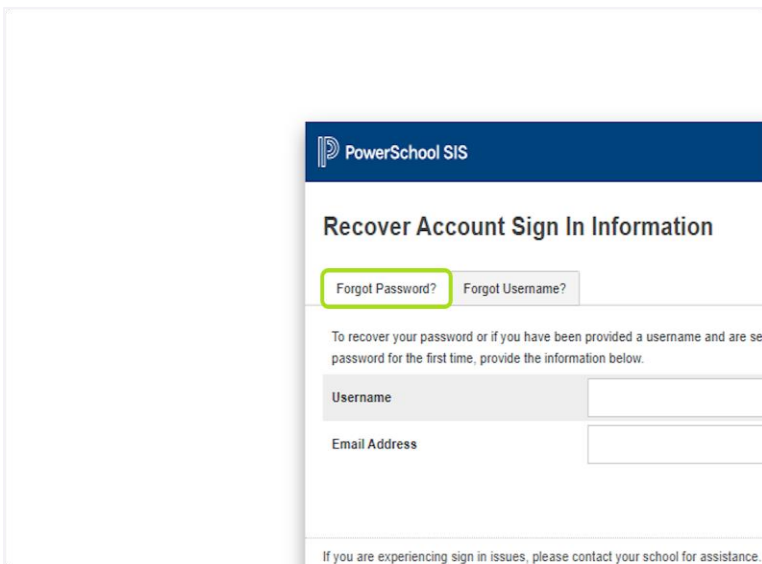 PowerSchool SIS
Recover Account Sign In Information
Forgot Password? Forgot Username?
To recover your password or if you have been provided a username and are se
password for the first time, provide the information below.
Username
Email Address
If you are experiencing sign in issues, please contact your school for assistance.